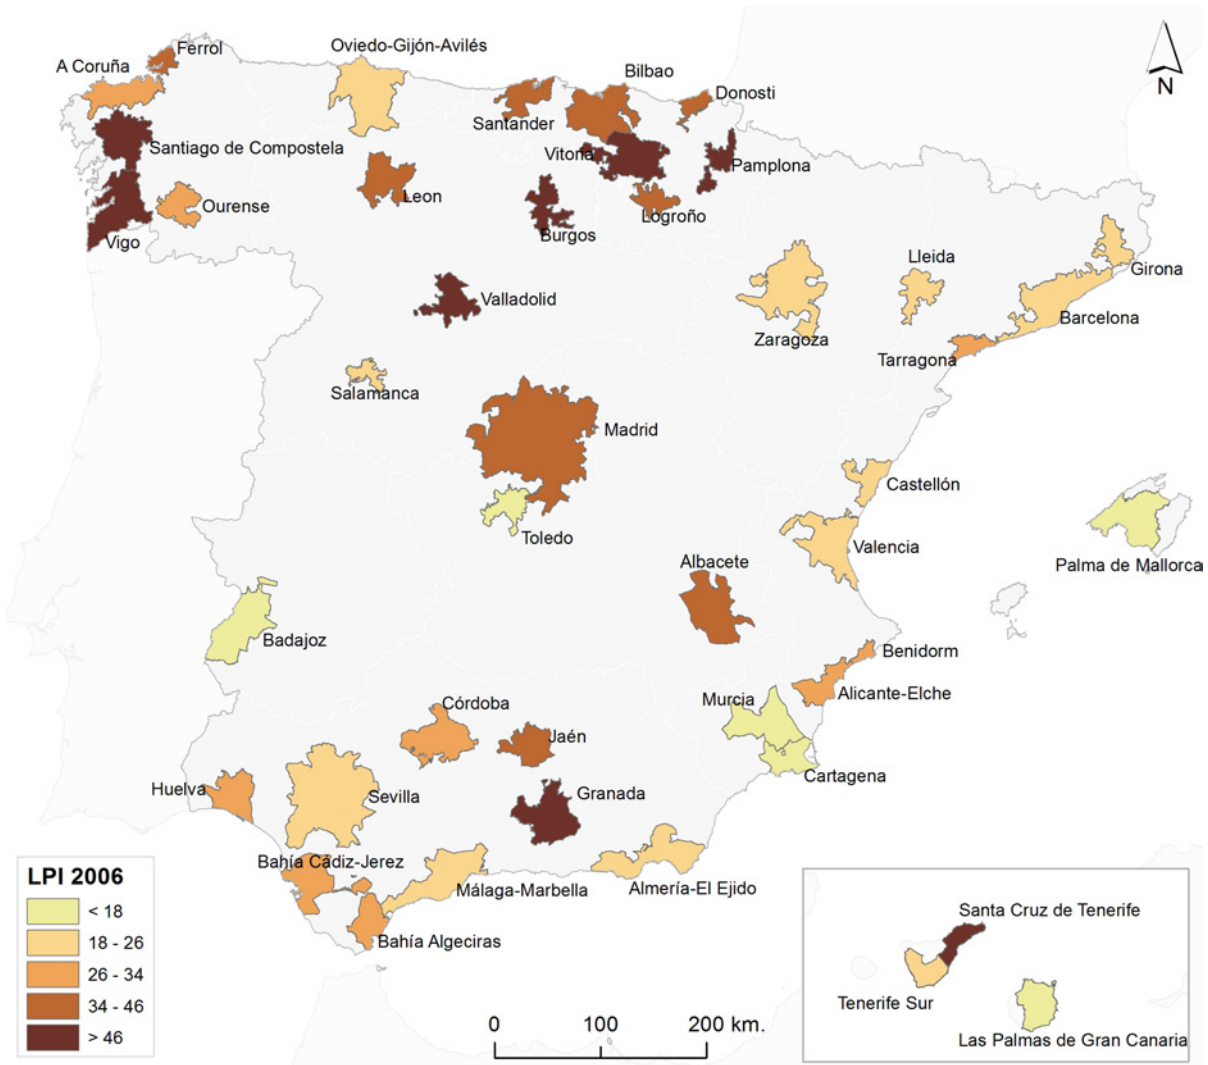 Ferrol
Oviedo-Gijón-Avilés
A Coruña
Bilbao
Donosti
N
Santander
Santiago de Compostela
Vitoria
Pamplona
Leon
Ourense
Logroño
Vigo
Burgos
Lleida
Girona
Valladolid
Barcelona
Zaragoza
Tarragona
Salamanca
Madrid
Castellón
Toledo
Valencia
Albacete
Palma de Mallorca
Badajoz
Benidorm
Alicante-Elche
Murcia
Córdoba
Jaén
Cartagena
Huelva
Sevilla
Granada
Bahía Cádiz-Jerez
Málaga-Marbella
Almería-El Ejido
Bahía Algeciras
LPI 2006
< 18
18 - 26
26 - 34
34 - 46
> 46
0 100 200 km.
Santa Cruz de Tenerife
Tenerife Sur
Las Palmas de Gran Canaria